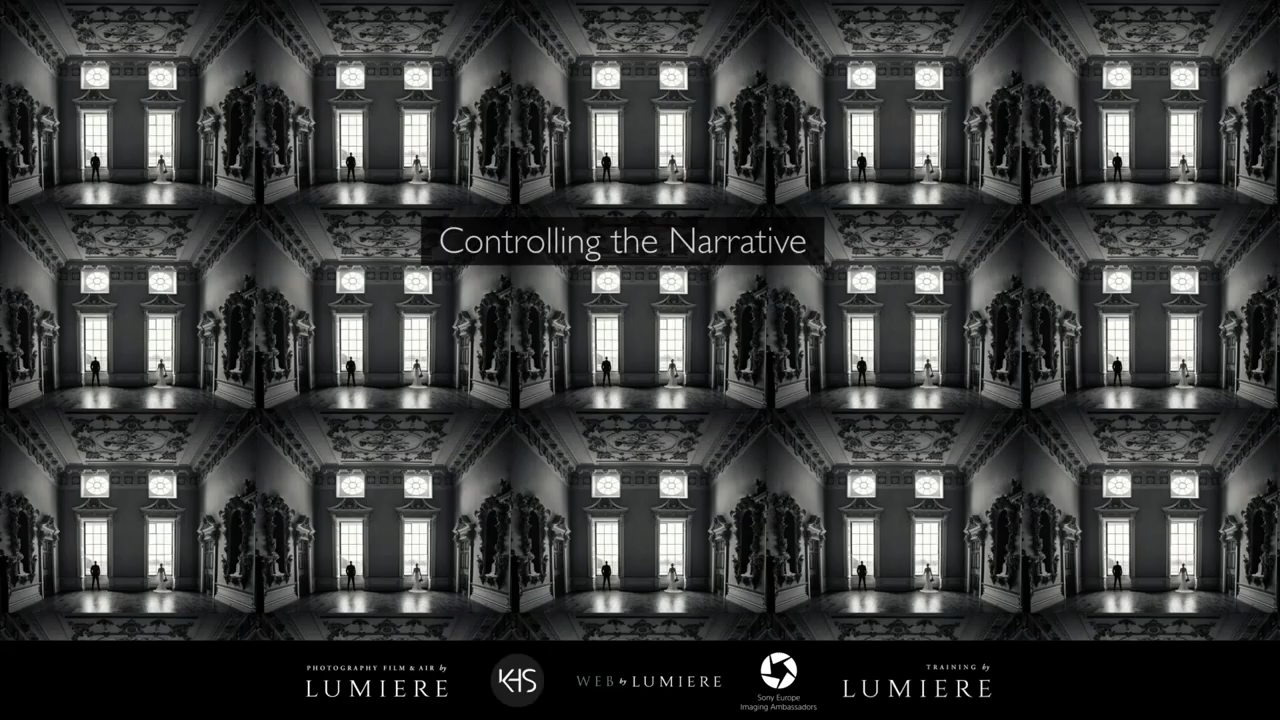 Controlling the Narrative
PHOTOGRAPHY FILM & AIR by
LUMIERE
KHS
WEB by LUMIERE
Sony Europe
Imaging Ambassadors
TRAINING by
LUMIERE